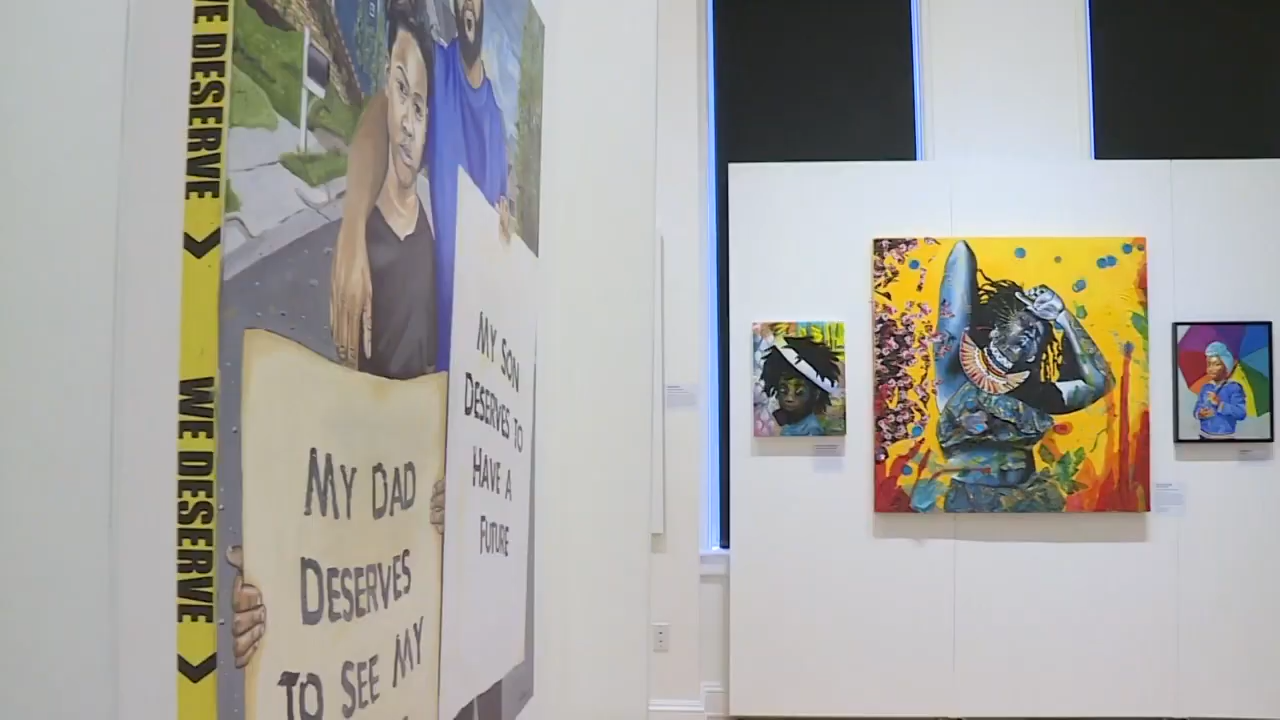 WE DESERVE >
WE DESERVE >
MY DAD
DESERVES
TO SEE MY
MY SON
DESERVES TO
HAVE A
FUTURE